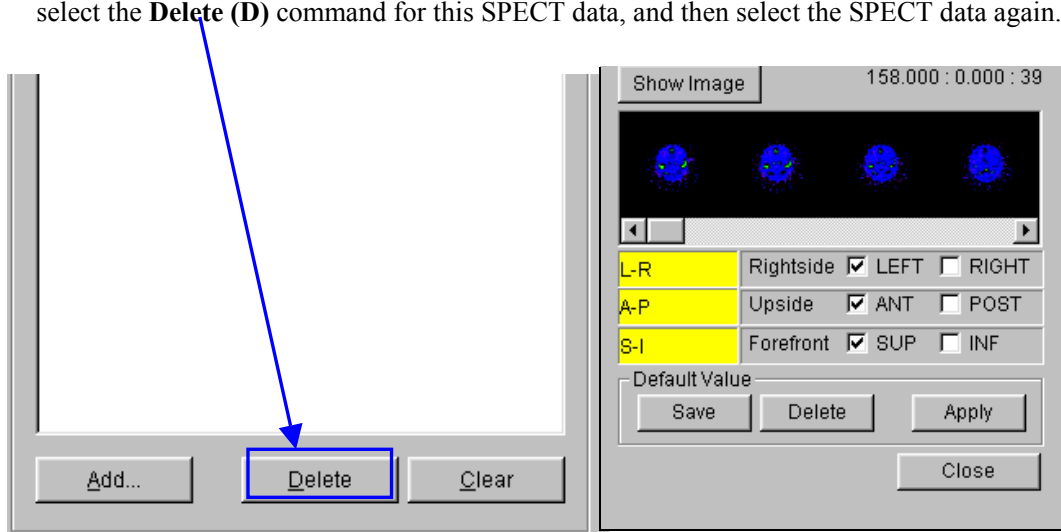 select the Delete (D) command for this SPECT data, and then select the SPECT data again.
Add... Delete Clear
Show Image 158.000 : 0.000 : 39
L-R Rightside LEFT RIGHT
A-P Upside ANT POST
S-I Forefront SUP INF
Default Value
Save Delete Apply
Close